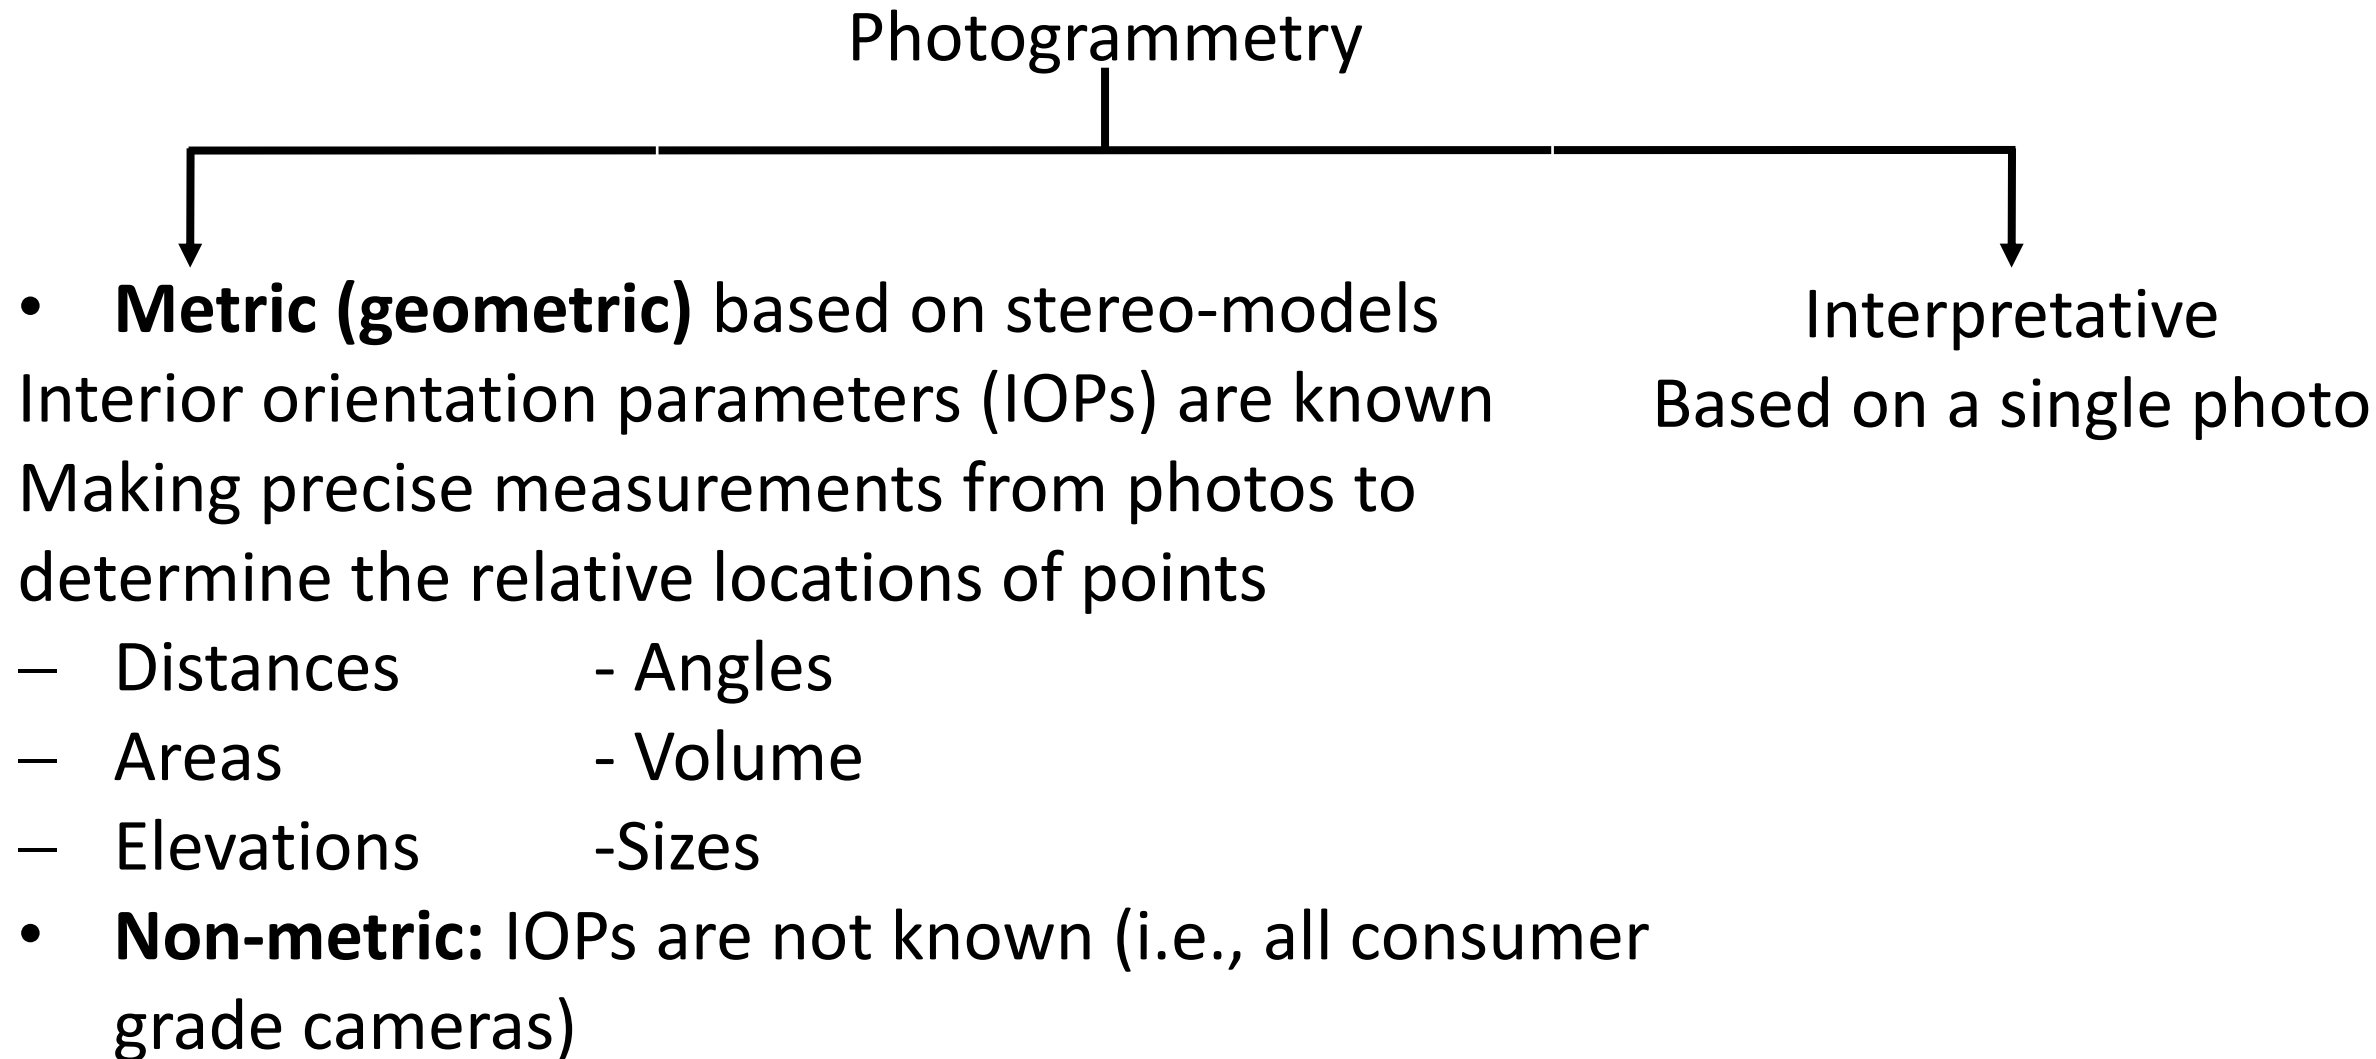 Photogrammetry
• Metric (geometric) based on stereo-models
Interior orientation parameters (IOPs) are known
Making precise measurements from photos to
determine the relative locations of points
– Distances - Angles
– Areas - Volume
– Elevations -Sizes
• Non-metric: IOPs are not known (i.e., all consumer
grade cameras)
Interpretative
Based on a single photo